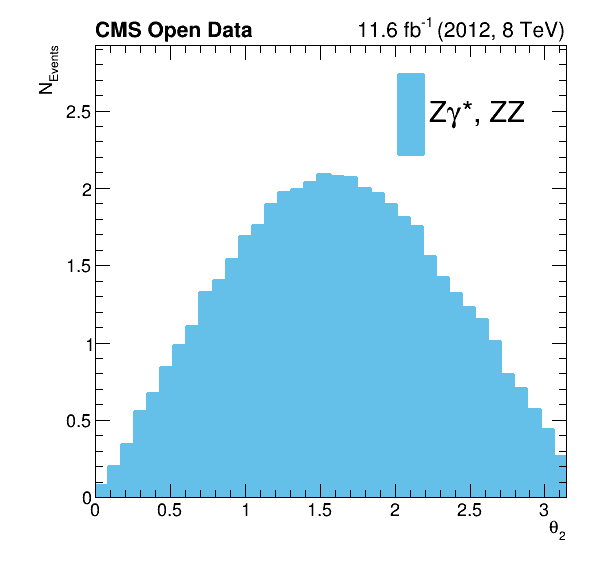 CMS Open Data 11.6 fb⁻¹ (2012, 8 TeV)
N_Events
Zγ*, ZZ
2.5
2
1.5
1
0.5
0
0 0.5 1 1.5 2 2.5 3
θ₂